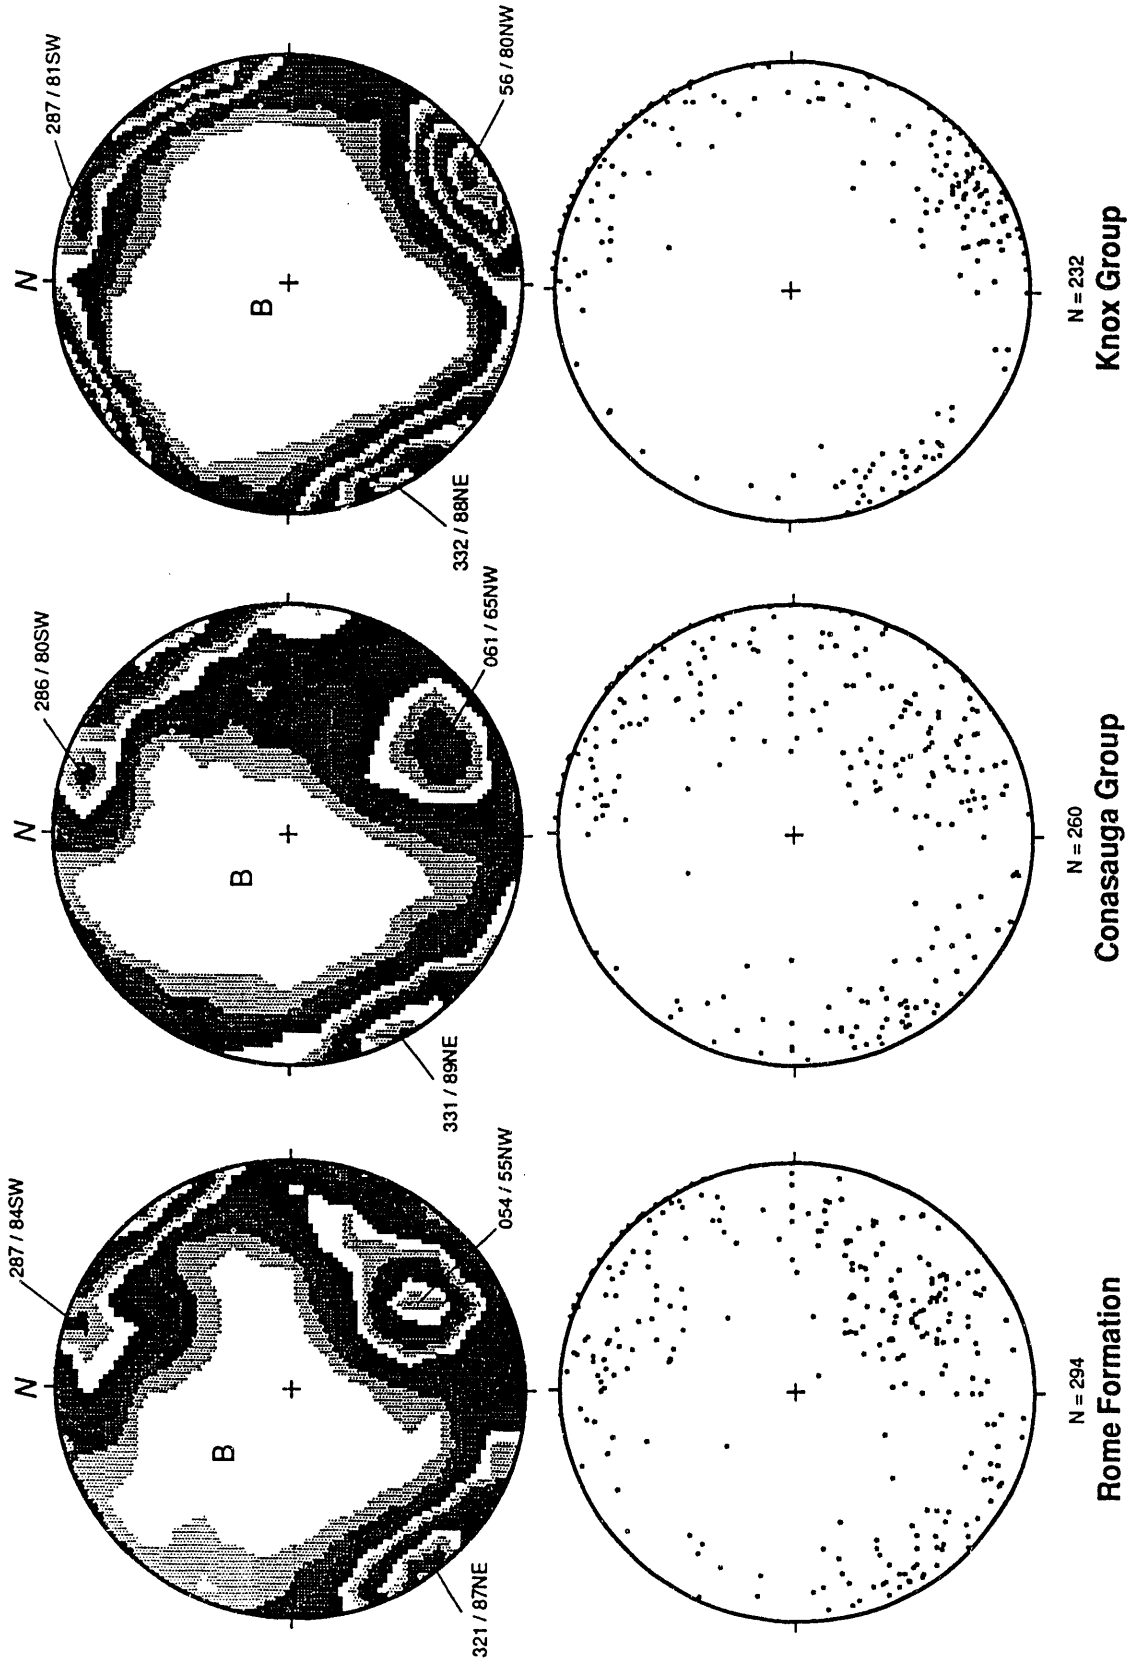 N
287 / 84SW
B
321 / 87NE
054 / 55NW
N = 294
Rome Formation
N
286 / 80SW
B
331 / 89NE
061 / 65NW
N = 260
Conasauga Group
N
287 / 81SW
B
332 / 88NE
56 / 80NW
N = 232
Knox Group